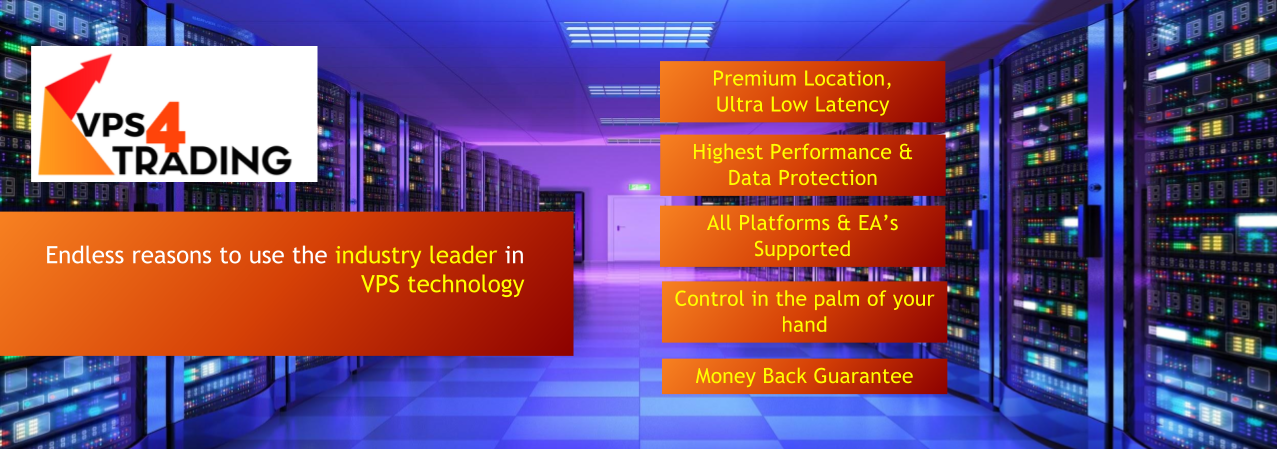 VPS4
TRADING
Endless reasons to use the industry leader in
VPS technology
Premium Location,
Ultra Low Latency
Highest Performance &
Data Protection
All Platforms & EA’s
Supported
Control in the palm of your
hand
Money Back Guarantee